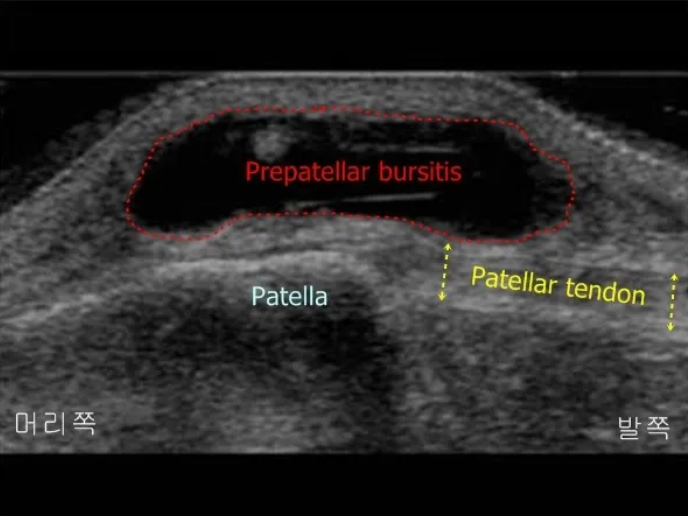 Prepatellar bursitis
Patellar tendon
Patella
머리쪽
발쪽